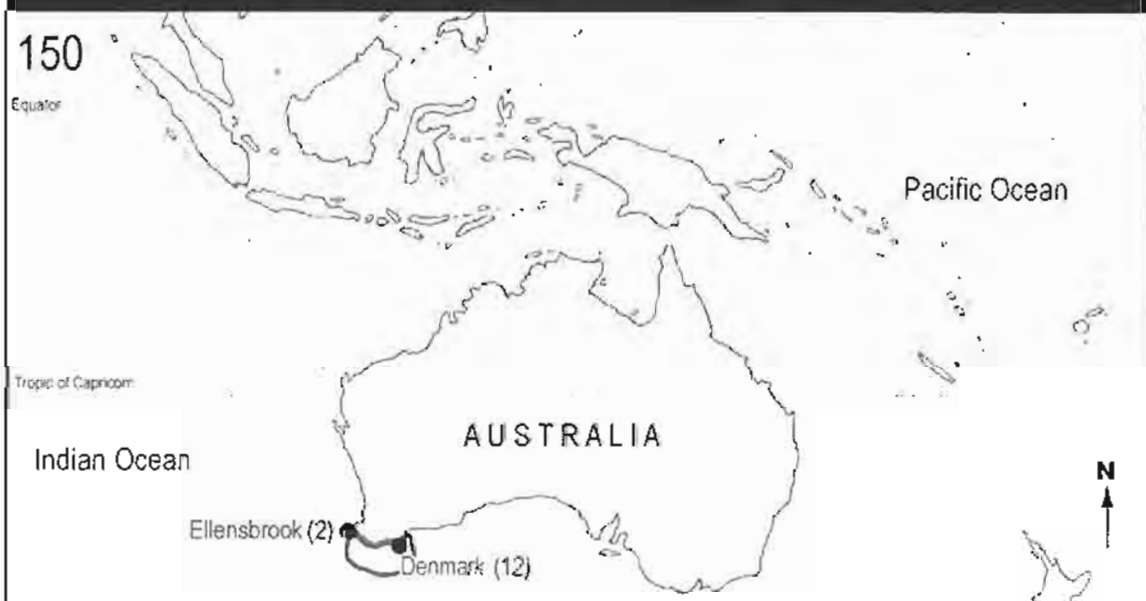 150
Equator
Pacific Ocean
Tropic of Capricorn
AUSTRALIA
Indian Ocean
N
Ellensbrook (2)
Denmark (12)